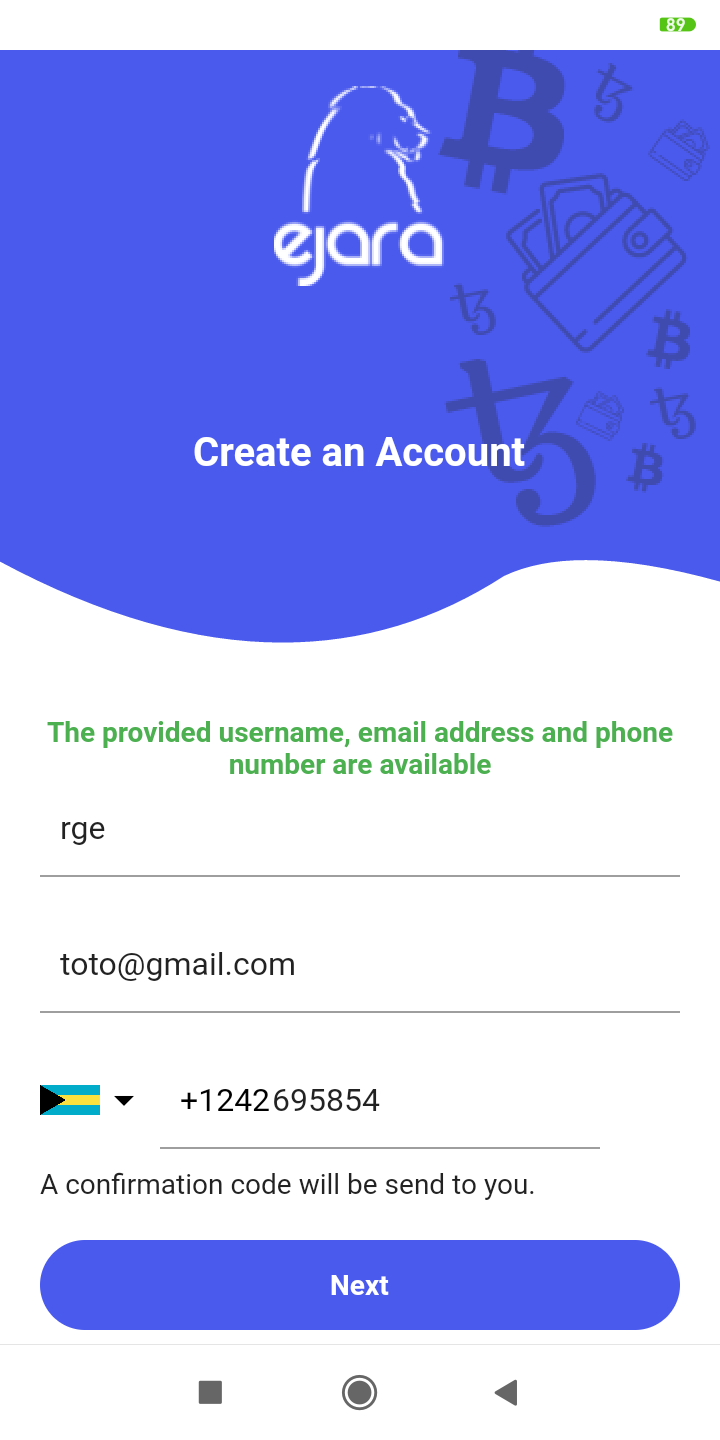 89
ejara
Create an Account
The provided username, email address and phone
number are available
rge
toto@gmail.com
+1242695854
A confirmation code will be send to you.
Next